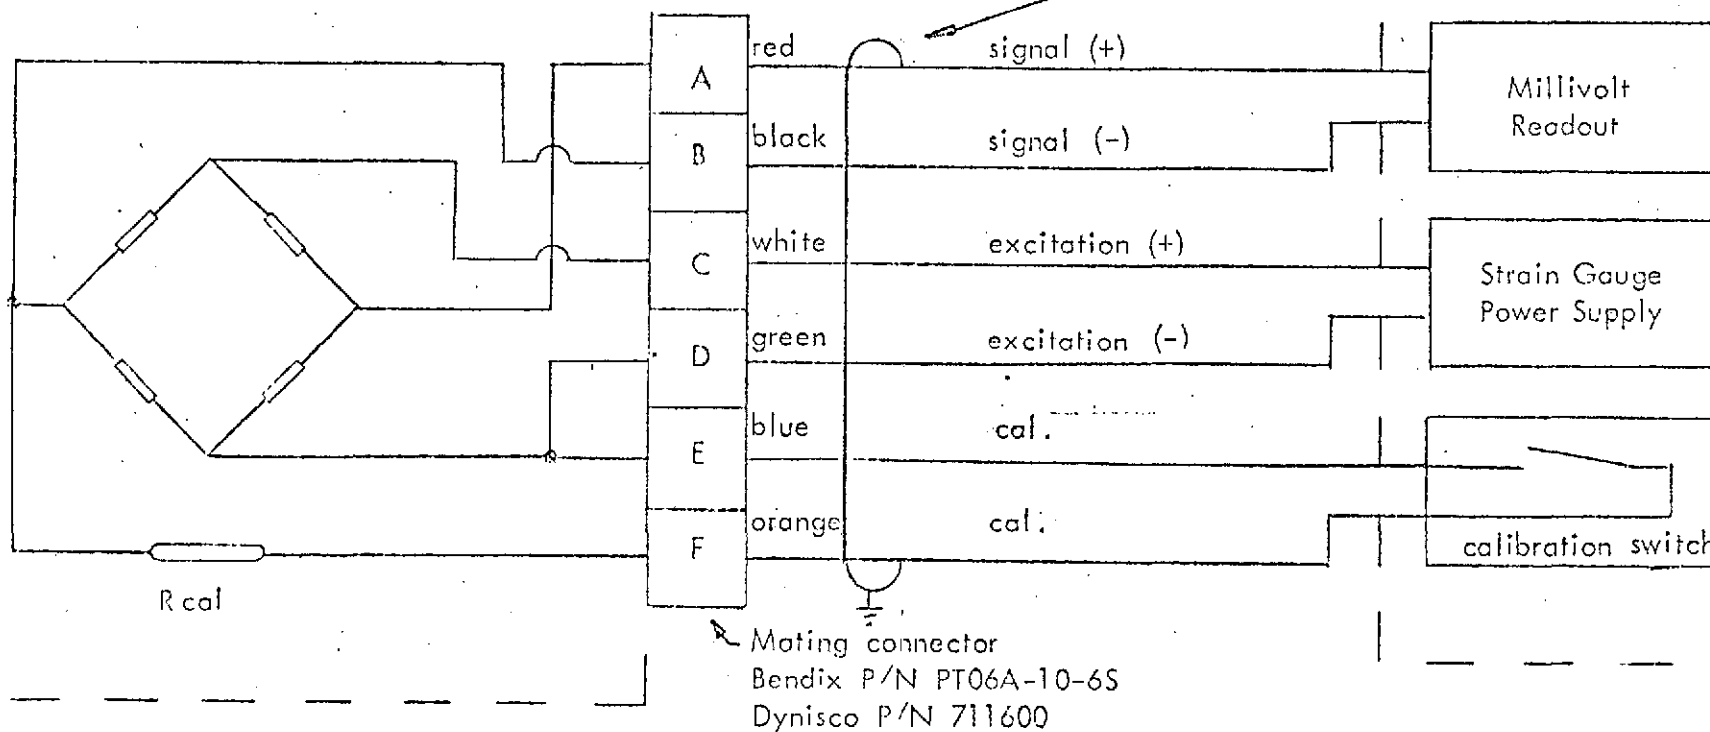 red
signal (+)
A
Millivolt
Readout
black
signal (-)
B
white
excitation (+)
C
Strain Gauge
Power Supply
green
excitation (-)
D
blue
cal.
E
orange
cal.
F
calibration switch
R cal
Mating connector
Bendix P/N PT06A-10-6S
Dynisco P/N 711600